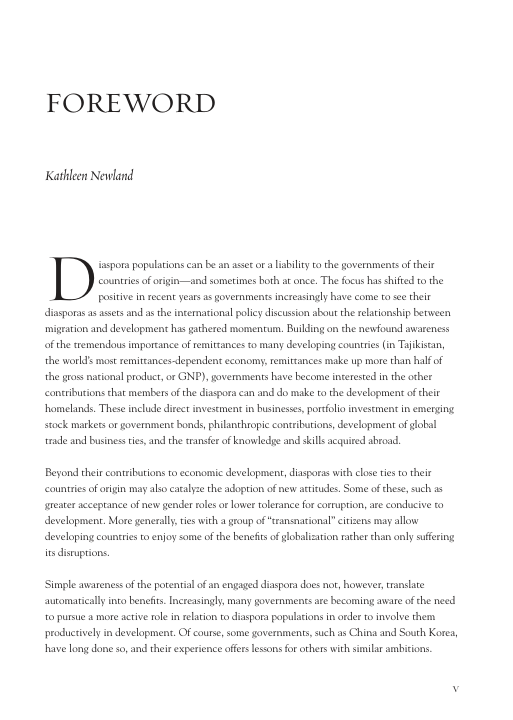 FOREWORD
Kathleen Newland
Diaspora populations can be an asset or a liability to the governments of their
countries of origin—and sometimes both at once. The focus has shifted to the
positive in recent years as governments increasingly have come to see their
diasporas as assets and as the international policy discussion about the relationship between
migration and development has gathered momentum. Building on the newfound awareness
of the tremendous importance of remittances to many developing countries (in Tajikistan,
the world's most remittances-dependent economy, remittances make up more than half of
the gross national product, or GNP), governments have become interested in the other
contributions that members of the diaspora can and do make to the development of their
homelands. These include direct investment in businesses, portfolio investment in emerging
stock markets or government bonds, philanthropic contributions, development of global
trade and business ties, and the transfer of knowledge and skills acquired abroad.
Beyond their contributions to economic development, diasporas with close ties to their
countries of origin may also catalyze the adoption of new attitudes. Some of these, such as
greater acceptance of new gender roles or lower tolerance for corruption, are conducive to
development. More generally, ties with a group of “transnational” citizens may allow
developing countries to enjoy some of the benefits of globalization rather than only suffering
its disruptions.
Simple awareness of the potential of an engaged diaspora does not, however, translate
automatically into benefits. Increasingly, many governments are becoming aware of the need
to pursue a more active role in relation to diaspora populations in order to involve them
productively in development. Of course, some governments, such as China and South Korea,
have long done so, and their experience offers lessons for others with similar ambitions.
V